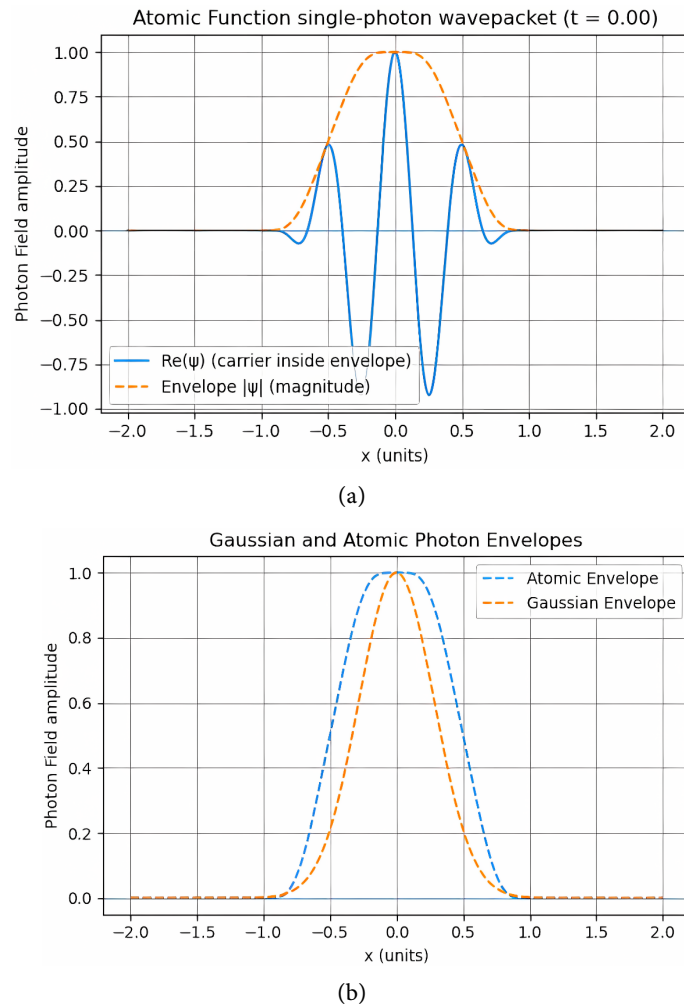 Atomic Function single-photon wavepacket (t = 0.00)
Photon Field amplitude
1.00
0.75
0.50
0.25
0.00
−0.25
−0.50
−0.75
−1.00
Re(ψ) (carrier inside envelope)
Envelope |ψ| (magnitude)
−2.0 −1.5 −1.0 −0.5 0.0 0.5 1.0 1.5 2.0
x (units)
(a)
Gaussian and Atomic Photon Envelopes
Photon Field amplitude
1.0
0.8
0.6
0.4
0.2
0.0
Atomic Envelope
Gaussian Envelope
−2.0 −1.5 −1.0 −0.5 0.0 0.5 1.0 1.5 2.0
x (units)
(b)